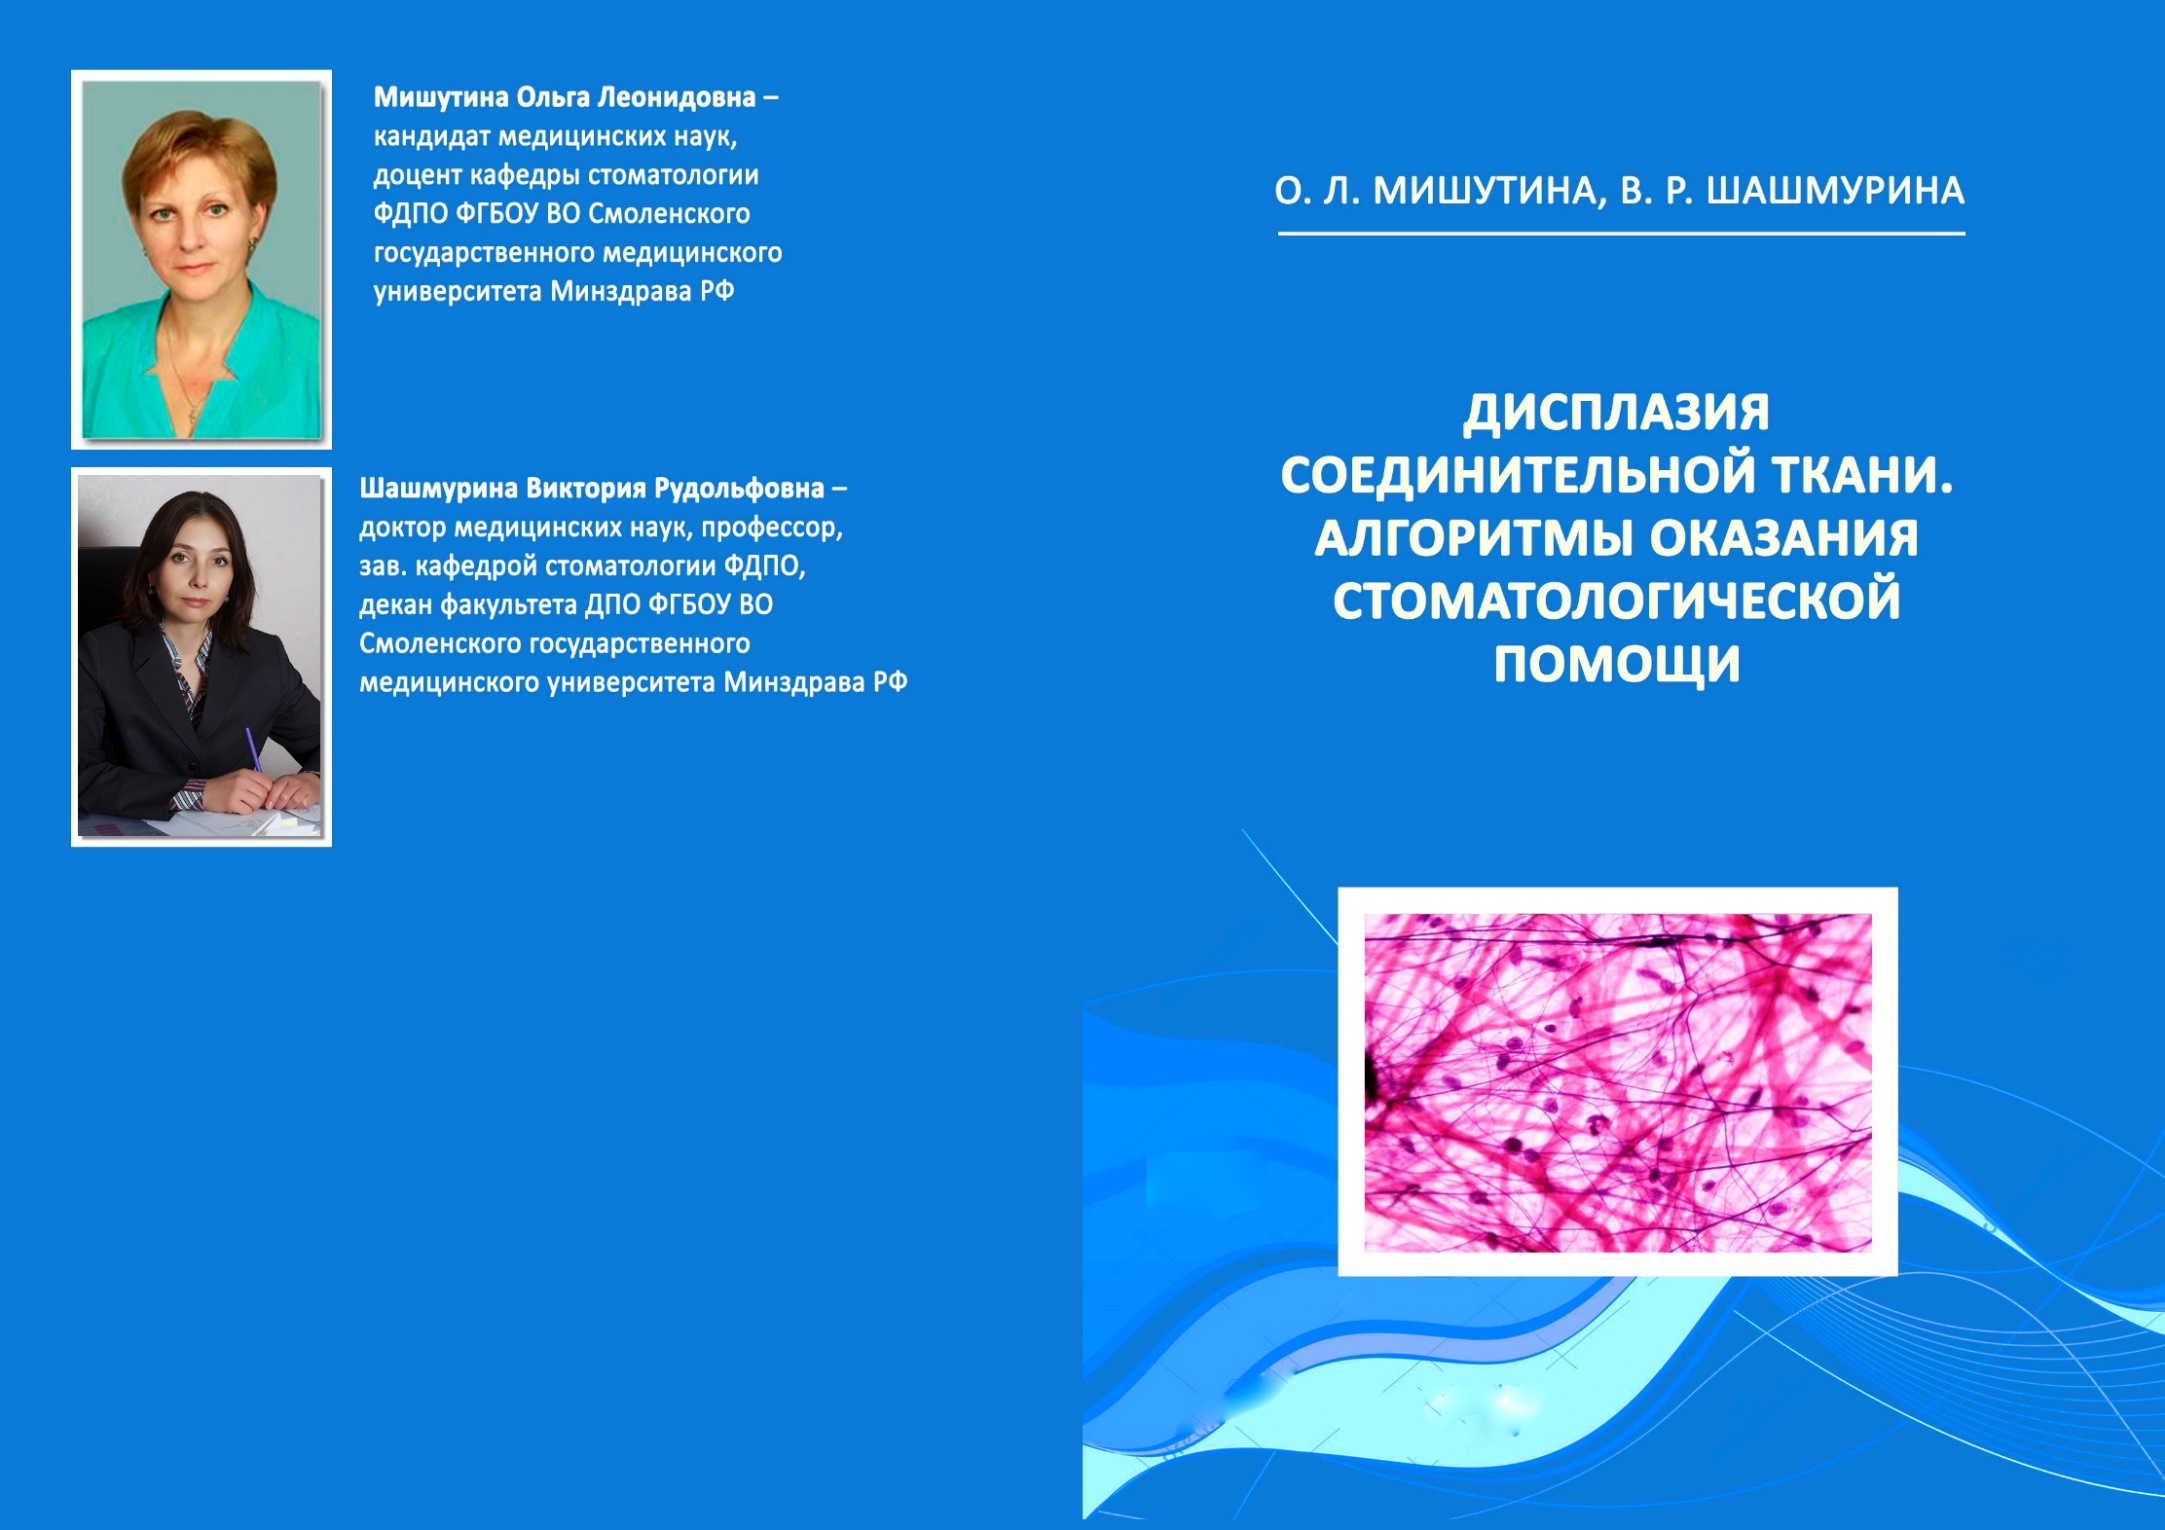 Мишутина Ольга Леонидовна –
кандидат медицинских наук,
доцент кафедры стоматологии
ФДПО ФГБОУ ВО Смоленского
государственного медицинского
университета Минздрава РФ
Шашмурина Виктория Рудольфовна –
доктор медицинских наук, профессор,
зав. кафедрой стоматологии ФДПО,
декан факультета ДПО ФГБОУ ВО
Смоленского государственного
медицинского университета Минздрава РФ
О. Л. МИШУТИНА, В. Р. ШАШМУРИНА
ДИСПЛАЗИЯ
СОЕДИНИТЕЛЬНОЙ ТКАНИ.
АЛГОРИТМЫ ОКАЗАНИЯ
СТОМАТОЛОГИЧЕСКОЙ
ПОМОЩИ